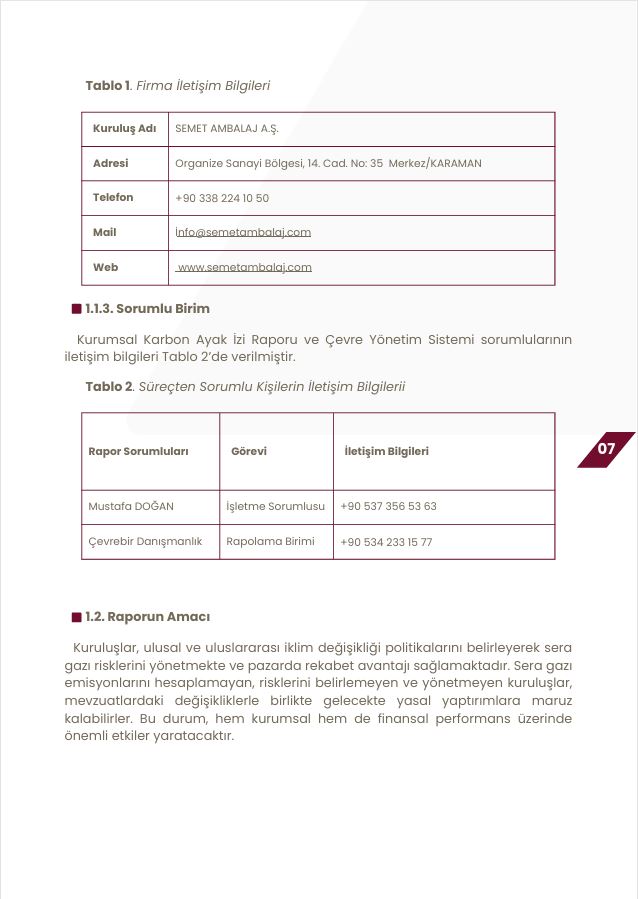 Tablo 1. Firma İletişim Bilgileri
Kuruluş Adı SEMET AMBALAJ A.Ş.
Adresi Organize Sanayi Bölgesi, 14. Cad. No: 35 Merkez/KARAMAN
Telefon +90 338 224 10 50
Mail info@semetambalaj.com
Web www.semetambalaj.com
1.1.3. Sorumlu Birim
Kurumsal Karbon Ayak İzi Raporu ve Çevre Yönetim Sistemi sorumlularının
iletişim bilgileri Tablo 2’de verilmiştir.
Tablo 2. Süreçten Sorumlu Kişilerin İletişim Bilgilerii
Rapor Sorumluları Görevi İletişim Bilgileri
07
Mustafa DOĞAN İşletme Sorumlusu +90 537 356 53 63
Çevrebir Danışmanlık Rapolama Birimi +90 534 233 15 77
1.2. Raporun Amacı
Kuruluşlar, ulusal ve uluslararası iklim değişikliği politikalarını belirleyerek sera
gazı risklerini yönetmekte ve pazarda rekabet avantajı sağlamaktadır. Sera gazı
emisyonlarını hesaplamayan, risklerini belirlemeyen ve yönetmeyen kuruluşlar,
mevzuatlardaki değişikliklerle birlikte gelecekte yasal yaptırımlara maruz
kalabilirler. Bu durum, hem kurumsal hem de finansal performans üzerinde
önemli etkiler yaratacaktır.